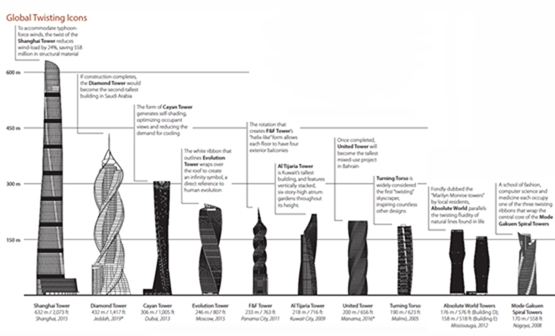 Global Twisting Icons
To accommodate typhoon-
force winds, the twist of the
Shanghai Tower reduces
wind-load by 24%, saving $58
million in structural material
600 m
If construction completes,
the Diamond Tower would
become the second-tallest
building in Saudi Arabia
The form of Cayan Tower
generates self-shading,
optimizing occupant
views and reducing the
demand for cooling
The rotation that
creates F&F Tower's
"helix-like" form allows
each floor to have four
exterior balconies
450 m
The white ribbon that
outlines Evolution
Tower wraps over
the roof to create
an infinity symbol, a
direct reference to
human evolution
Once completed,
United Tower will
become the tallest
mixed-use project
in Bahrain
Al Tijaria Tower
is Kuwait's tallest
building, and features
vertically stacked,
six-story-high atrium
gardens throughout
its height.
Turning Torso is
widely considered
the first "twisting"
skyscraper,
inspiring countless
other designs
300 m
Fondly dubbed the
"Marilyn Monroe towers"
by local residents,
Absolute World parallels
the twisting fluidity of
natural lines found in life
A school of fashion,
computer science and
medicine each occupy
one of the three twisting
ribbons that wrap the
central core of the Mode
Gakuen Spiral Towers
150 m
Shanghai Tower
632 m / 2,073 ft
Shanghai, 2015
Diamond Tower
432 m / 1,417 ft
Jeddah, 2019*
Cayan Tower
306 m / 1,005 ft
Dubai, 2013
Evolution Tower
246 m / 807 ft
Moscow, 2015
F&F Tower
233 m / 763 ft
Panama City, 2011
Al Tijaria Tower
218 m / 716 ft
Kuwait City, 2009
United Tower
200 m / 656 ft
Manama, 2016*
Turning Torso
190 m / 623 ft
Malmö, 2005
Absolute World Towers
176 m / 576 ft (Building D);
158 m / 518 ft (Building E)
Mississauga, 2012
Mode Gakuen
Spiral Towers
170 m / 558 ft
Nagoya, 2008